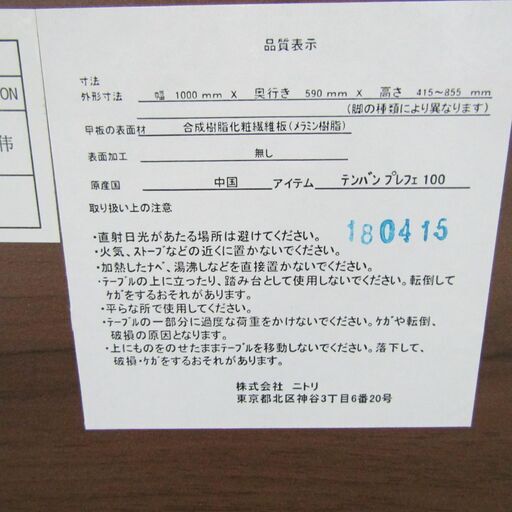 ON
伟
品質表示
寸法
外形寸法 幅 1000 mm X 奥行き 590 mm X 高さ 415~855 mm
(脚の種類により異なります)
甲板の表面材 合成樹脂化粧繊維板(メラミン樹脂)
表面加工 無し
原産国 中国 アイテム テンバン プレフェ 100
取り扱い上の注意
180415
・直射日光があたる場所は避けてください。
・火気、ストーブなどの近くに置かないでください。
・加熱したナベ、湯沸しなどを直接置かないでください。
・テーブルの上に立ったり、踏み台として使用しないでください。転倒して
ケガをするおそれがあります。
・平らな所で使用してください。
・テーブルの一部分に過度な荷重をかけないでください。ケガや転倒、
破損の原因となります。
・上にものをのせたままテーブルを移動しないでください。落下して、
破損・ケガをするおそれがあります。
株式会社 ニトリ
東京都北区神谷3丁目6番20号